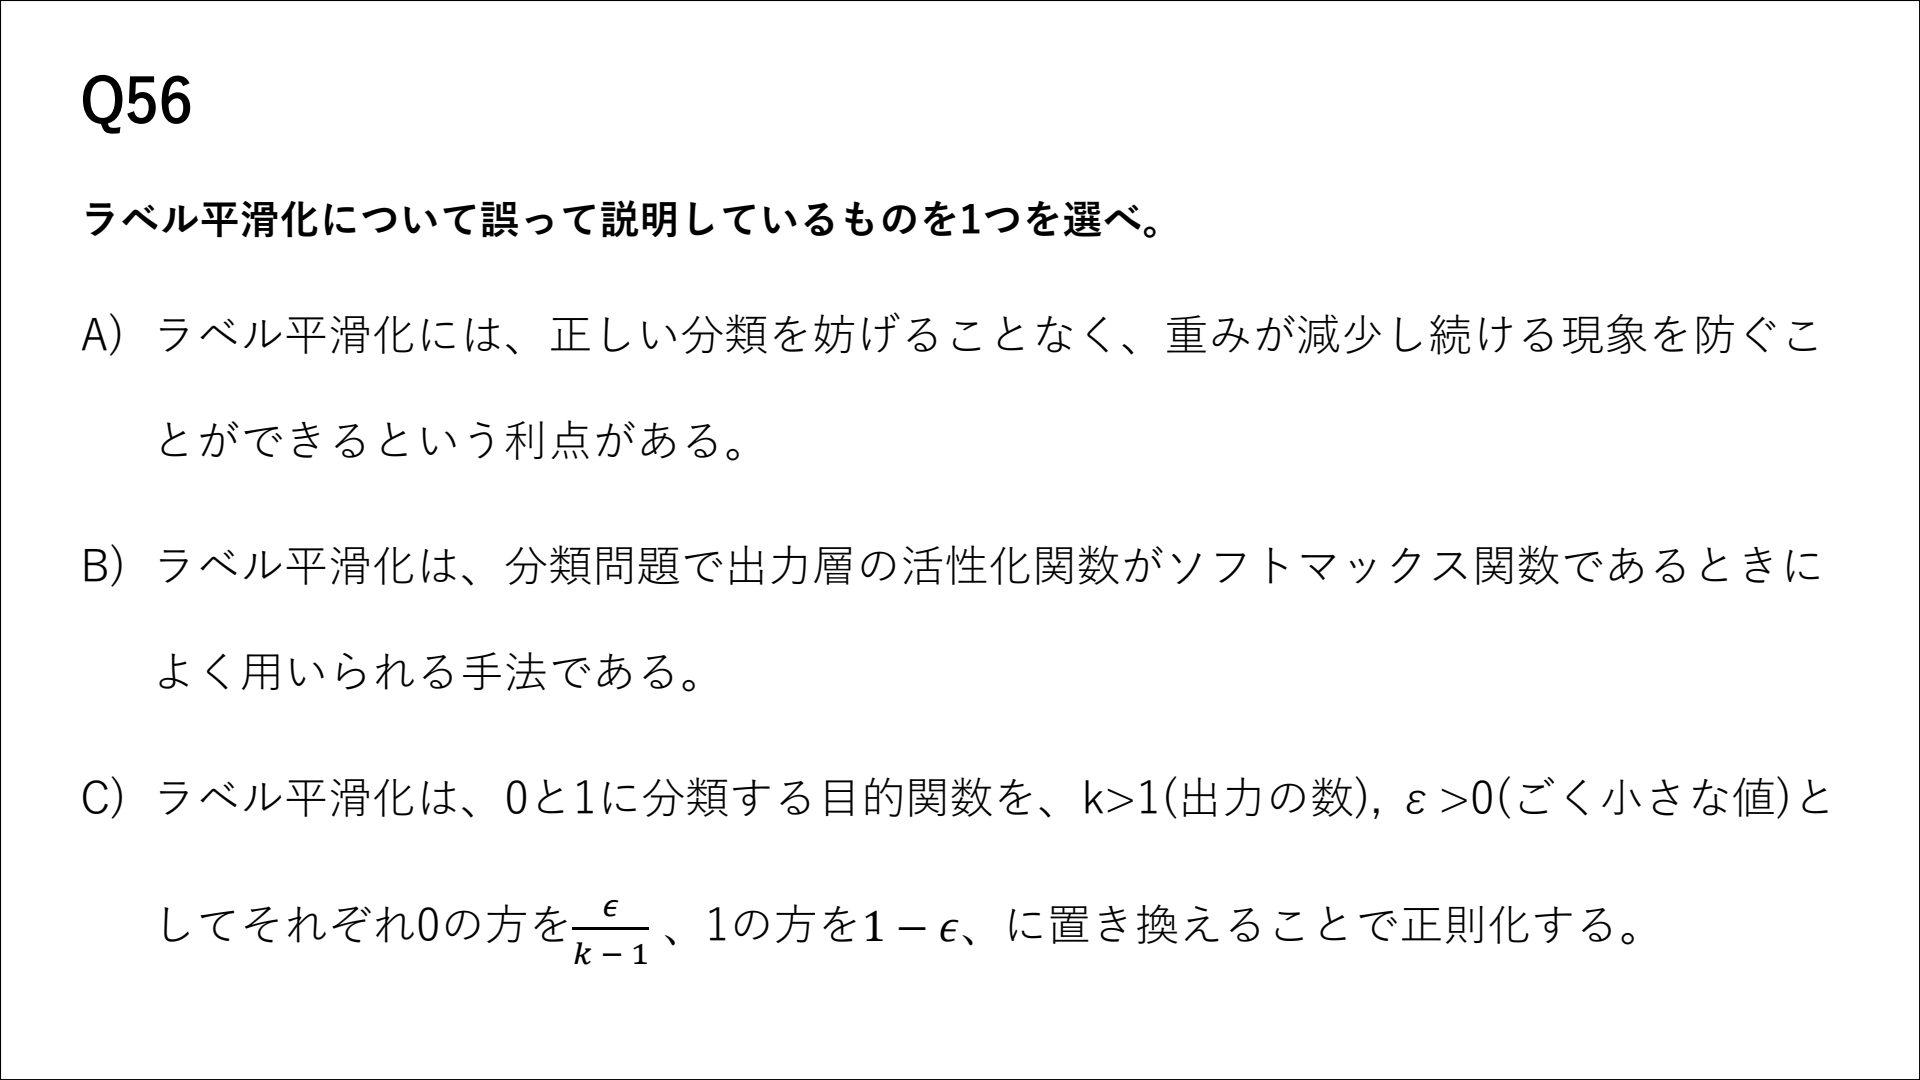 Q56
ラベル平滑化について誤って説明しているものを1つを選べ。
A) ラベル平滑化には、正しい分類を妨げることなく、重みが減少し続ける現象を防ぐこ
とができるという利点がある。
B) ラベル平滑化は、分類問題で出力層の活性化関数がソフトマックス関数であるときに
よく用いられる手法である。
C) ラベル平滑化は、0と1に分類する目的関数を、k>1(出力の数), ε >0(ごく小さな値)と
してそれぞれ0の方を\frac{ϵ}{k − 1} 、1の方を1 − ϵ、に置き換えることで正則化する。